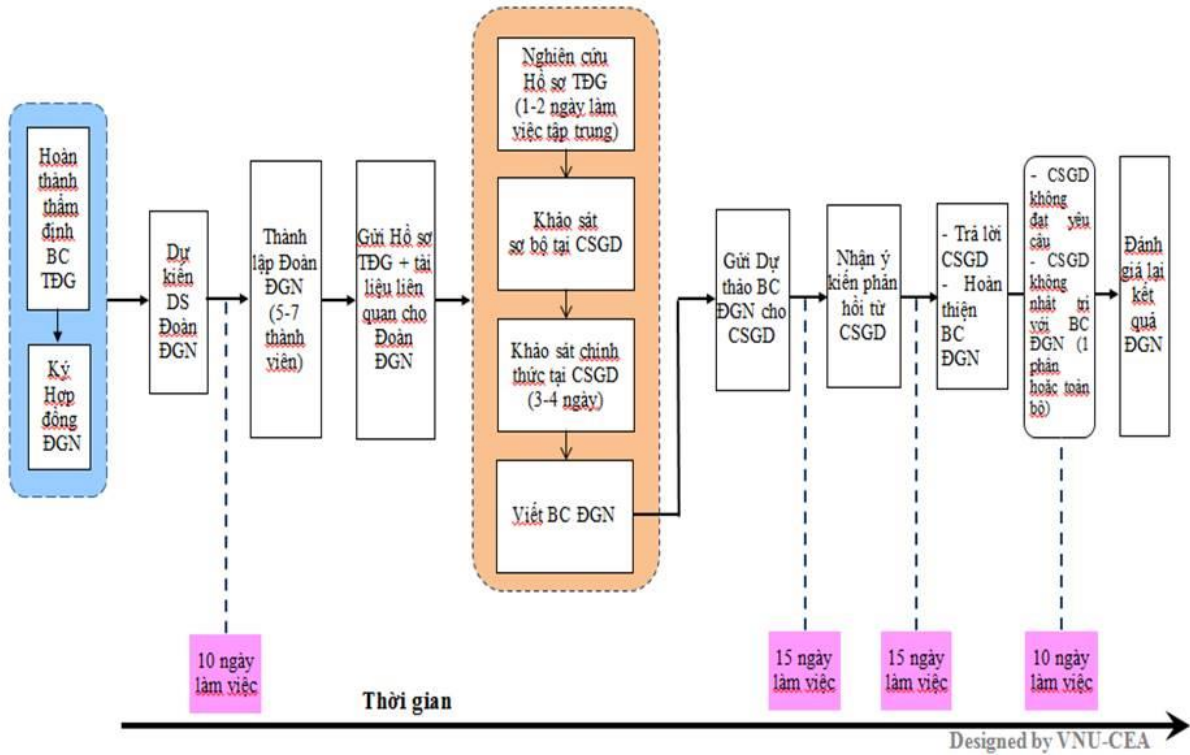 Hoàn
thành
thẩm
định
BC
TĐG
Ký
Hợp
đồng
ĐGN
Dự
kiến
DS
Đoàn
ĐGN
Thành
lập Đoàn
ĐGN
(5-7
thành
viên)
Gửi Hồ sơ
TĐG + tài
liệu liên
quan cho
Đoàn
ĐGN
Nghiên cứu
Hồ sơ TĐG
(1-2 ngày làm
việc tập trung)
Khảo sát
sơ bộ tại CSGD
Khảo sát chính
thức tại CSGD
(3-4 ngày)
Viết BC ĐGN
Gửi Dự
thảo BC
ĐGN cho
CSGD
Nhận ý
kiến phản
hồi từ
CSGD
- Trả lời
CSGD
- Hoàn
thiện
BC
ĐGN
- CSGD
không
đạt yêu
cầu
- CSGD
không
nhất trí
với BC
ĐGN (1
phần
hoặc toàn
bộ)
Đánh
giá lại
kết
quả
ĐGN
10 ngày
làm việc
15 ngày
làm việc
15 ngày
làm việc
10 ngày
làm việc
Thời gian
Designed by VNU-CEA